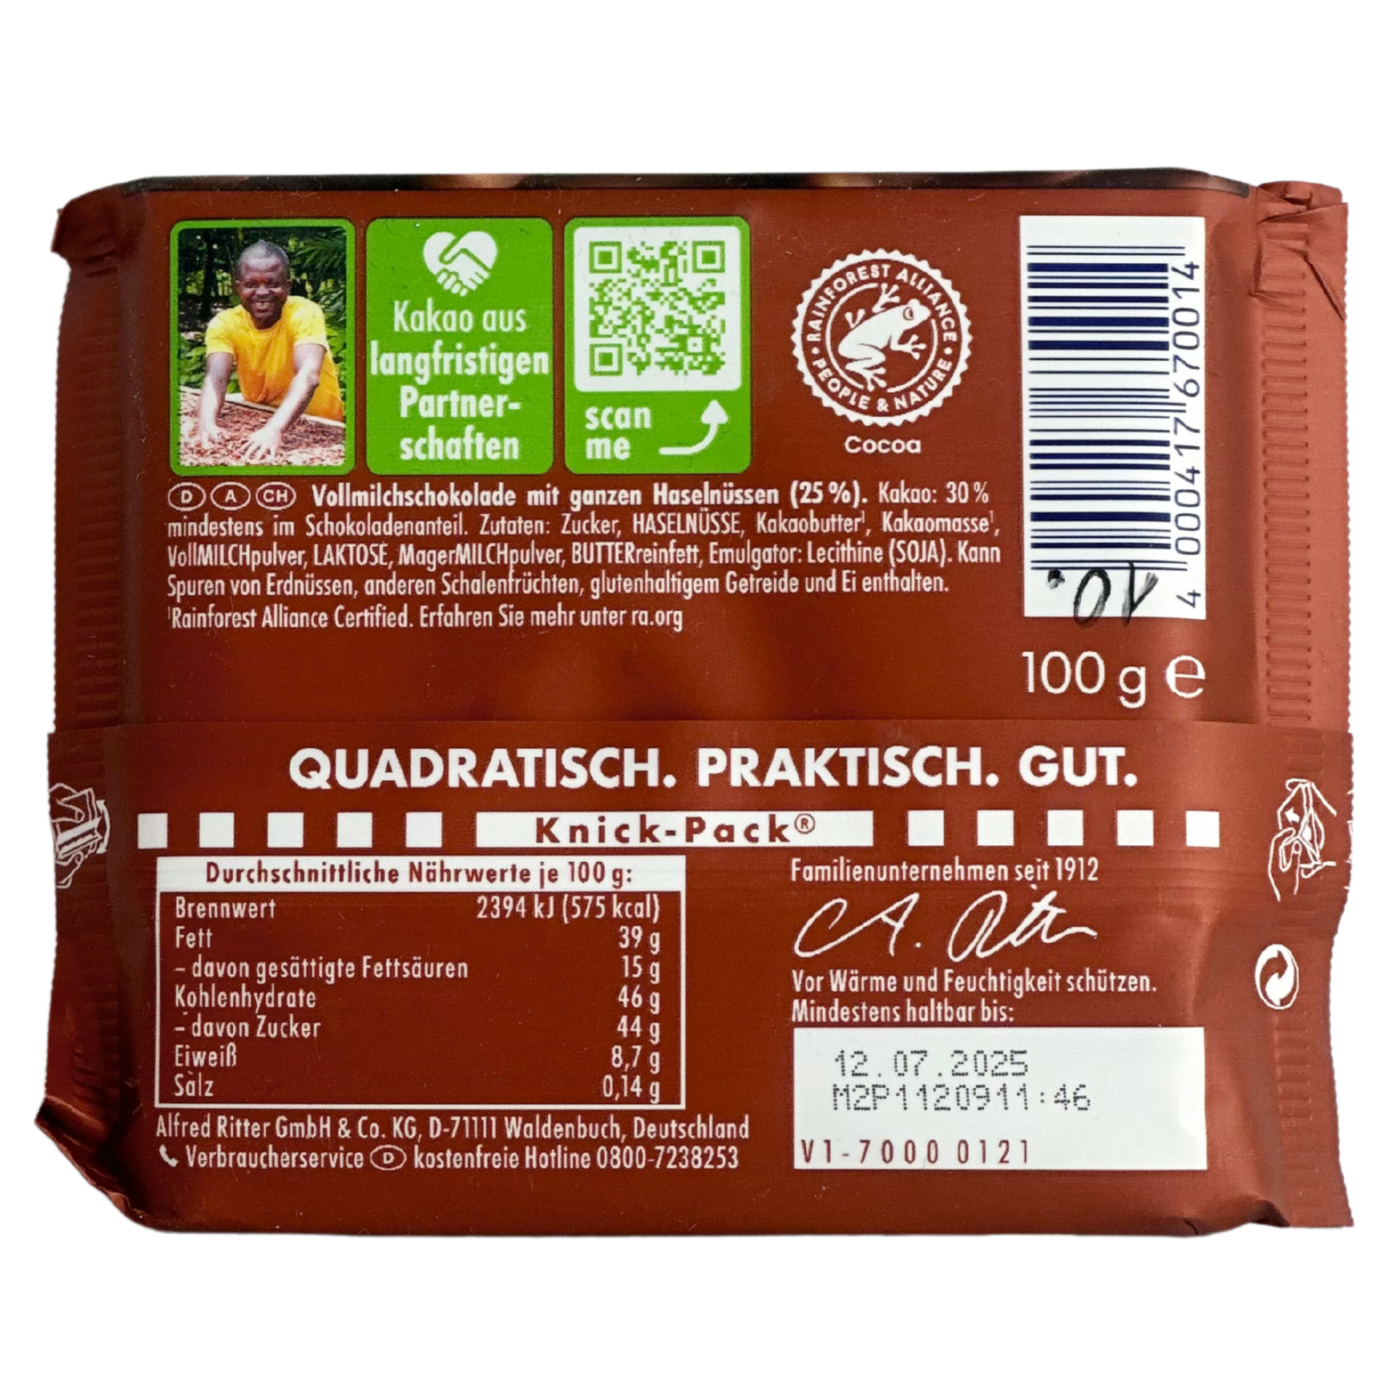 Kakao aus
langfristigen
Partner-
schaften
scan
me
RAINFOREST ALLIANCE
• PEOPLE & NATURE •
Cocoa
4 000417 670014
D A CH Vollmilchschokolade mit ganzen Haselnüssen (25 %). Kakao: 30 %
mindestens im Schokoladenanteil. Zutaten: Zucker, HASELNÜSSE, Kakaobutter¹, Kakaomasse¹,
VollMILCHpulver, LAKTOSE, MagerMILCHpulver, BUTTERreinfett, Emulgator: Lecithine (SOJA). Kann
Spuren von Erdnüssen, anderen Schalenfrüchten, glutenhaltigem Getreide und Ei enthalten.
¹Rainforest Alliance Certified. Erfahren Sie mehr unter ra.org
100 g e
QUADRATISCH. PRAKTISCH. GUT.
Knick-Pack®
Durchschnittliche Nährwerte je 100 g:
Brennwert 2394 kJ (575 kcal)
Fett 39 g
– davon gesättigte Fettsäuren 15 g
Kohlenhydrate 46 g
– davon Zucker 44 g
Eiweiß 8,7 g
Salz 0,14 g
Alfred Ritter GmbH & Co. KG, D-71111 Waldenbuch, Deutschland
Verbraucherservice D kostenfreie Hotline 0800-7238253
Familienunternehmen seit 1912
A. Ritter
Vor Wärme und Feuchtigkeit schützen.
Mindestens haltbar bis:
12.07.2025
M2P1120911:46
V1-7000 0121